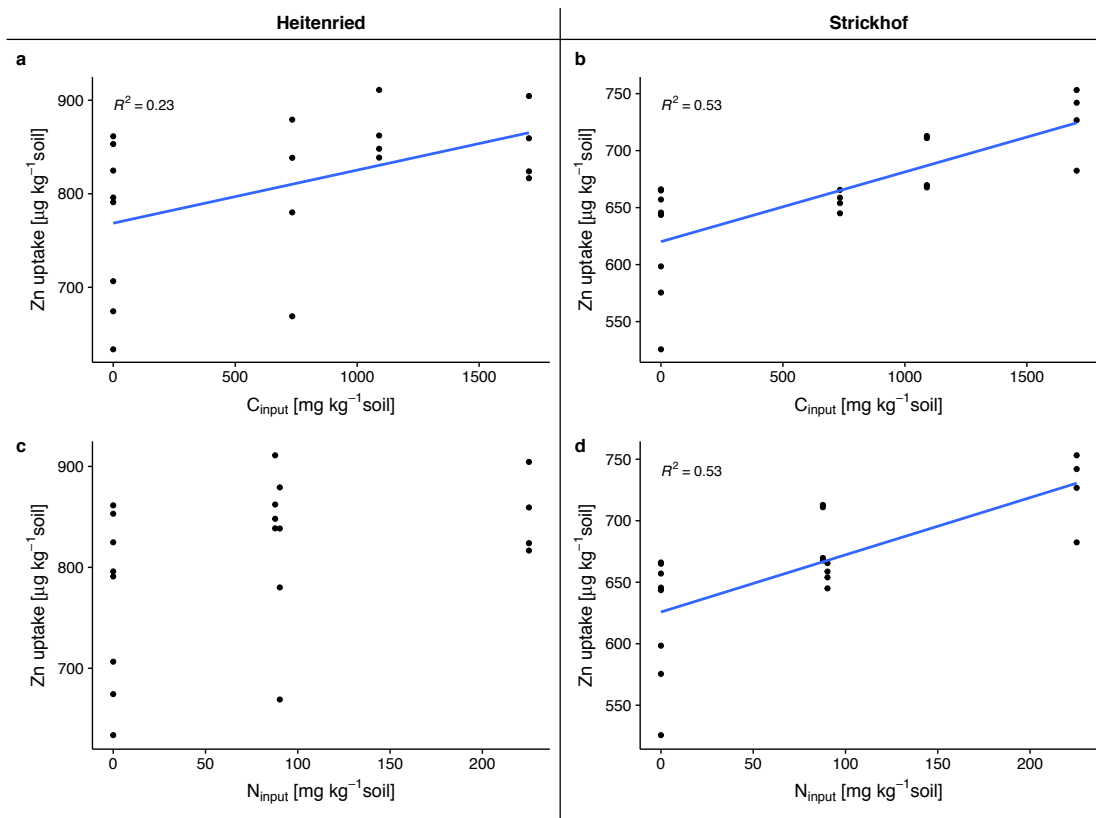 Heitenried
Strickhof
a
R² = 0.23
900
800
700
Zn uptake [µg kg⁻¹soil]
0 500 1000 1500
C_input [mg kg⁻¹soil]
b
R² = 0.53
750
700
650
600
550
Zn uptake [µg kg⁻¹soil]
0 500 1000 1500
C_input [mg kg⁻¹soil]
c
900
800
700
Zn uptake [µg kg⁻¹soil]
0 50 100 150 200
N_input [mg kg⁻¹soil]
d
R² = 0.53
750
700
650
600
550
Zn uptake [µg kg⁻¹soil]
0 50 100 150 200
N_input [mg kg⁻¹soil]